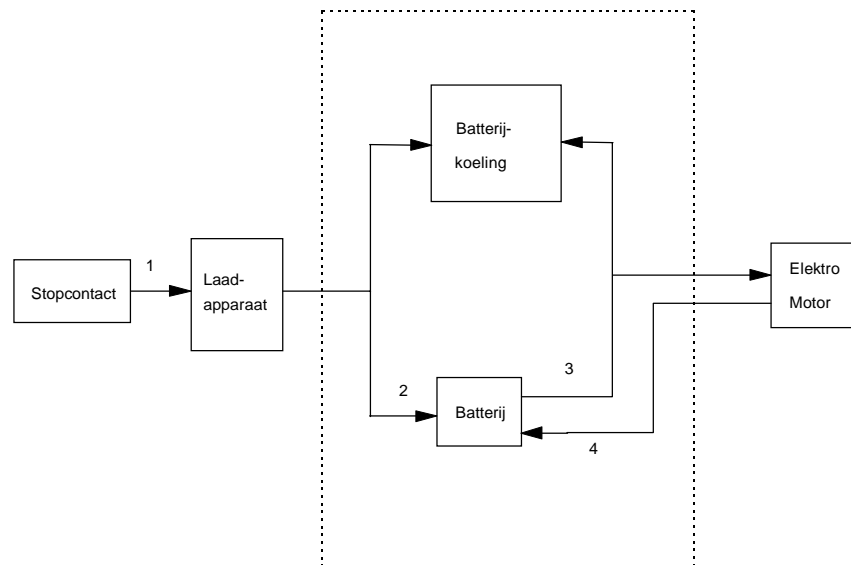 Batterij-
koeling
1
Stopcontact
Laad-
apparaat
Elektro
Motor
2
Batterij
3
4